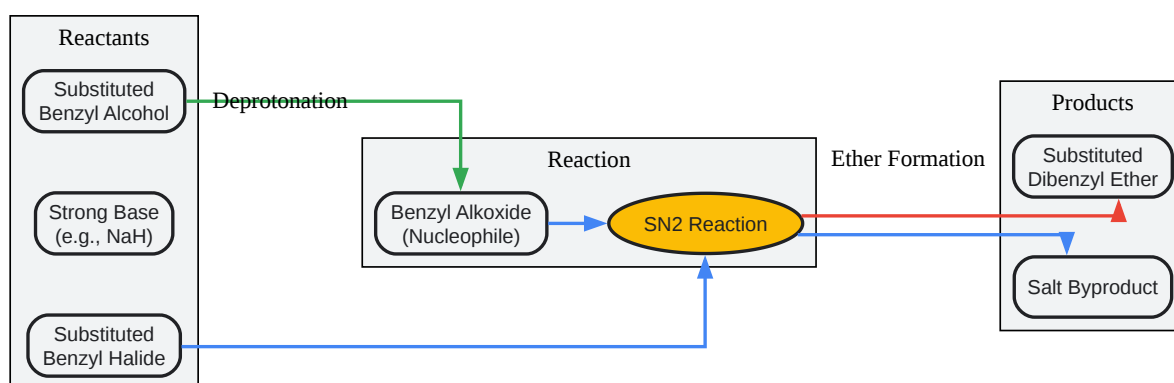 Reactants
Substituted
Benzyl Alcohol
Deprotonation
Strong Base
(e.g., NaH)
Substituted
Benzyl Halide
Reaction
Benzyl Alkoxide
(Nucleophile)
SN2 Reaction
Ether Formation
Products
Substituted
Dibenzyl Ether
Salt Byproduct